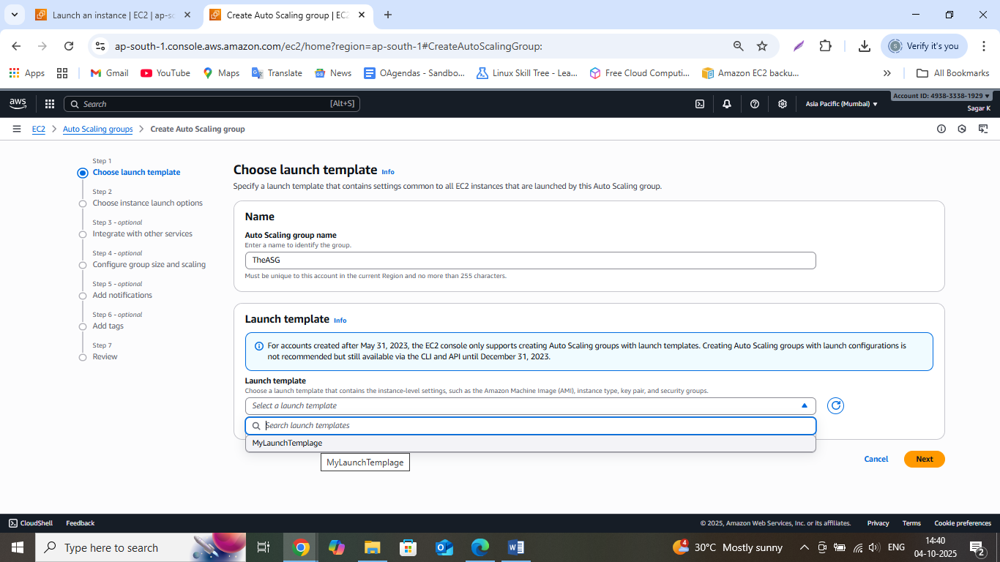 Launch an instance | EC2 | ap-sc
Create Auto Scaling group | EC2
ap-south-1.console.aws.amazon.com/ec2/home?region=ap-south-1#CreateAutoScalingGroup:
S
Verify it's you
Apps
Gmail
YouTube
Maps
Translate
News
OAgendas - Sandbo...
Linux Skill Tree - Lea...
Free Cloud Computi...
Amazon EC2 backu...
All Bookmarks
aws
Search
[Alt+S]
Asia Pacific (Mumbai)
Account ID: 4938-3338-1929
Sagar K
EC2
Auto Scaling groups
Create Auto Scaling group
Step 1
Choose launch template
Step 2
Choose instance launch options
Step 3 - optional
Integrate with other services
Step 4 - optional
Configure group size and scaling
Step 5 - optional
Add notifications
Step 6 - optional
Add tags
Step 7
Review
Choose launch template Info
Specify a launch template that contains settings common to all EC2 instances that are launched by this Auto Scaling group.
Name
Auto Scaling group name
Enter a name to identify the group.
TheASG
Must be unique to this account in the current Region and no more than 255 characters.
Launch template Info
For accounts created after May 31, 2023, the EC2 console only supports creating Auto Scaling groups with launch templates. Creating Auto Scaling groups with launch configurations is
not recommended but still available via the CLI and API until December 31, 2023.
Launch template
Choose a launch template that contains the instance-level settings, such as the Amazon Machine Image (AMI), instance type, key pair, and security groups.
Select a launch template
Search launch templates
MyLaunchTemplage
MyLaunchTemplage
Cancel
Next
CloudShell
Feedback
© 2025, Amazon Web Services, Inc. or its affiliates.
Privacy
Terms
Cookie preferences
Type here to search
30°C Mostly sunny
ENG
14:40
04-10-2025
2